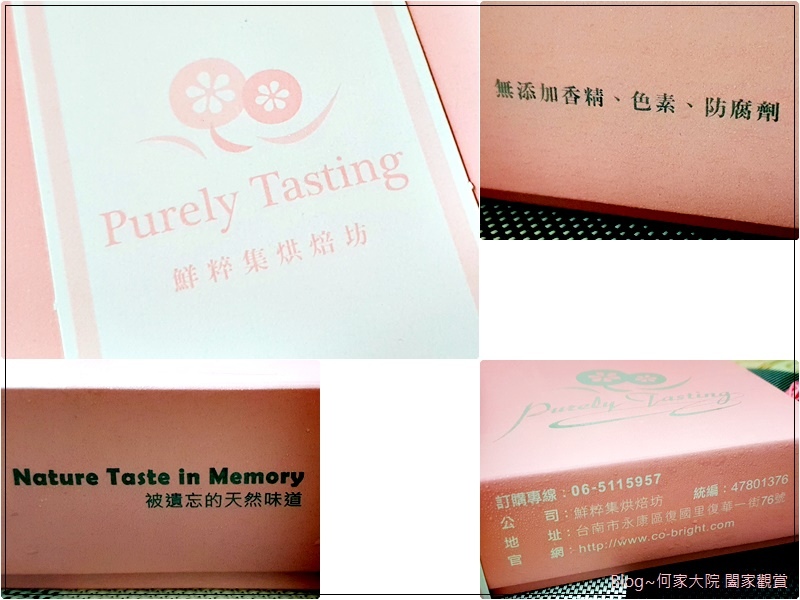 Purely Tasting
鮮粹集烘焙坊
無添加香精、色素、防腐劑
Nature Taste in Memory
被遺忘的天然味道
Purely Tasting
訂購專線：06-5115957
公　　司：鮮粹集烘焙坊　統編：47801376
地　　址：台南市永康區復國里復華一街76號
官　　網：http://www.co-bright.com
Blog~何家大院 闔家觀賞